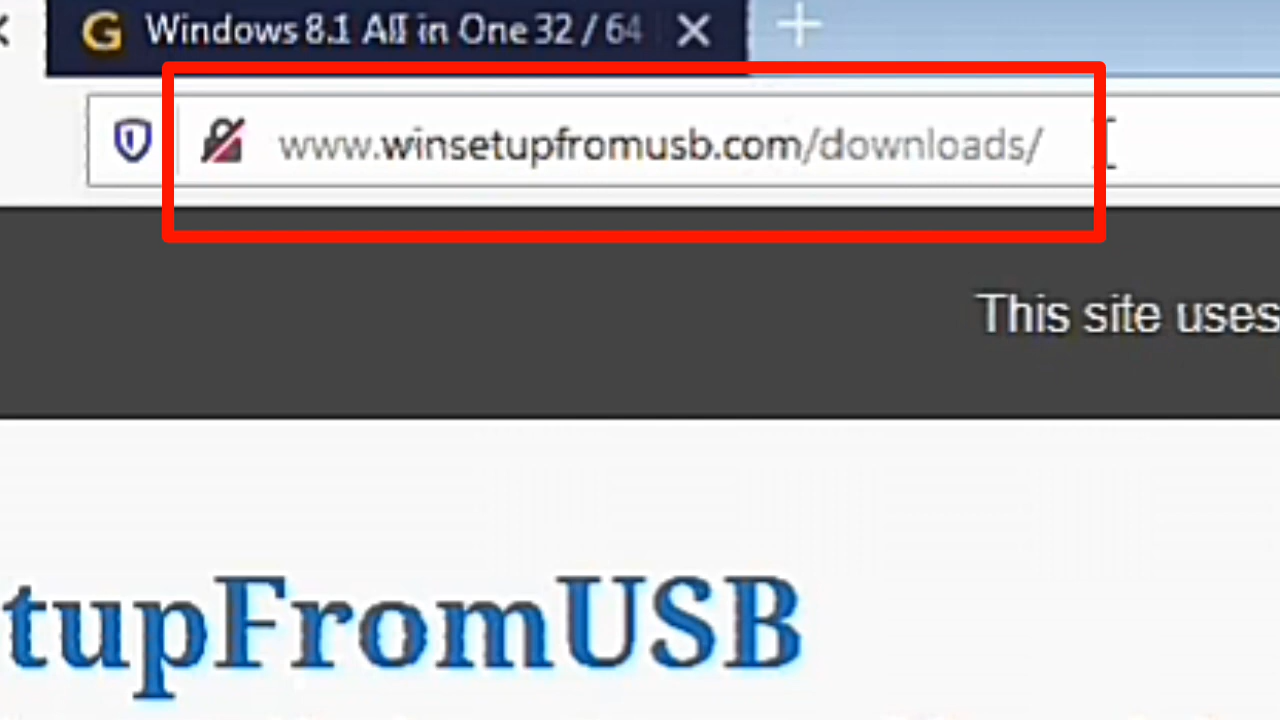 Windows 8.1 All in One 32 / 64
www.winsetupfromusb.com/downloads/
This site uses
tupFromUSB